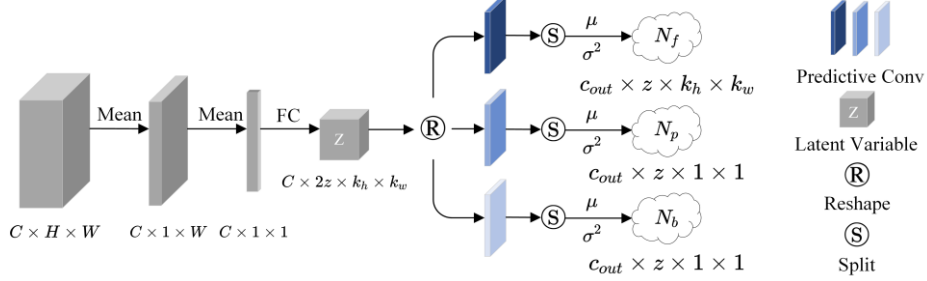 Mean
Mean
FC
Z
C × H × W
C × 1 × W
C × 1 × 1
C × 2z × k_h × k_w
R
S
μ
σ²
N_f
c_out × z × k_h × k_w
S
μ
σ²
N_p
c_out × z × 1 × 1
S
μ
σ²
N_b
c_out × z × 1 × 1
Predictive Conv
Z
Latent Variable
R
Reshape
S
Split